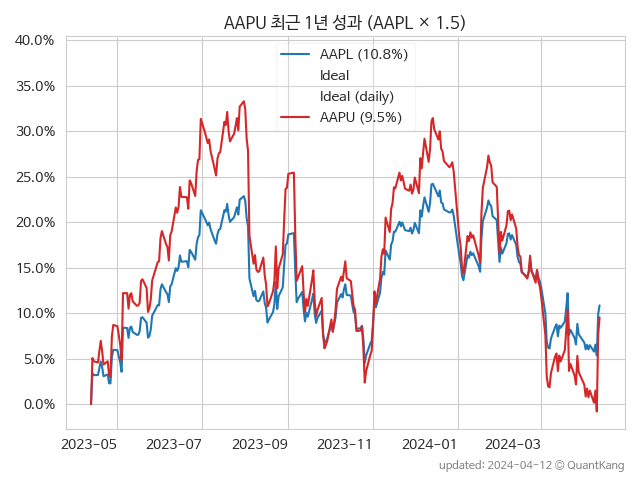 AAPU 최근 1년 성과 (AAPL × 1.5)
40.0%
35.0%
30.0%
25.0%
20.0%
15.0%
10.0%
5.0%
0.0%
AAPL (10.8%)
Ideal
Ideal (daily)
AAPU (9.5%)
2023-05 2023-07 2023-09 2023-11 2024-01 2024-03
updated: 2024-04-12 © QuantKang